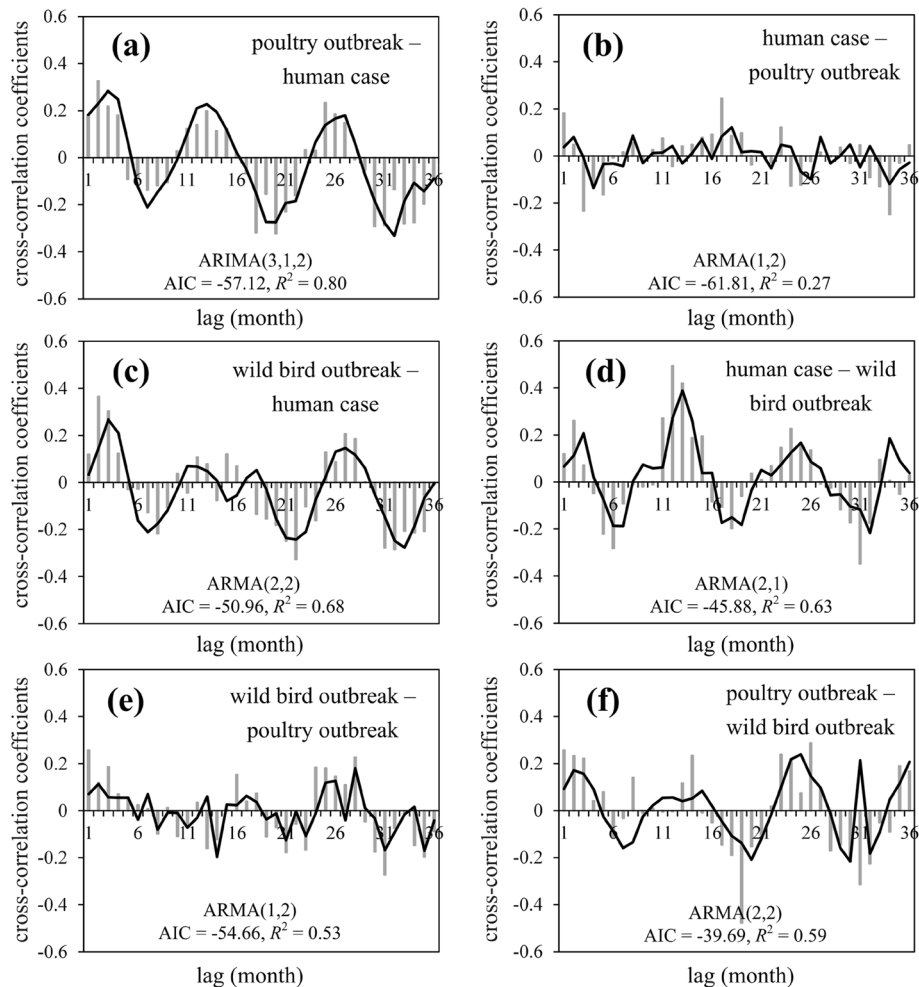 cross-correlation coefficients
0.6
0.4
0.2
0
-0.2
-0.4
-0.6
(a)
poultry outbreak –
human case
1 6 11 16 21 26 31 36
ARIMA(3,1,2)
AIC = -57.12, R² = 0.80
lag (month)
cross-correlation coefficients
0.6
0.4
0.2
0
-0.2
-0.4
-0.6
(b)
human case –
poultry outbreak
1 6 11 16 21 26 31 36
ARMA(1,2)
AIC = -61.81, R² = 0.27
lag (month)
cross-correlation coefficients
0.6
0.4
0.2
0
-0.2
-0.4
-0.6
(c)
wild bird outbreak –
human case
1 6 11 16 21 26 31 36
ARMA(2,2)
AIC = -50.96, R² = 0.68
lag (month)
cross-correlation coefficients
0.6
0.4
0.2
0
-0.2
-0.4
-0.6
(d)
human case – wild
bird outbreak
1 6 11 16 21 26 31 36
ARMA(2,1)
AIC = -45.88, R² = 0.63
lag (month)
cross-correlation coefficients
0.6
0.4
0.2
0
-0.2
-0.4
-0.6
(e)
wild bird outbreak –
poultry outbreak
1 6 11 16 21 26 31 36
ARMA(1,2)
AIC = -54.66, R² = 0.53
lag (month)
cross-correlation coefficients
0.6
0.4
0.2
0
-0.2
-0.4
-0.6
(f)
poultry outbreak –
wild bird outbreak
1 6 11 16 21 26 31 36
ARMA(2,2)
AIC = -39.69, R² = 0.59
lag (month)